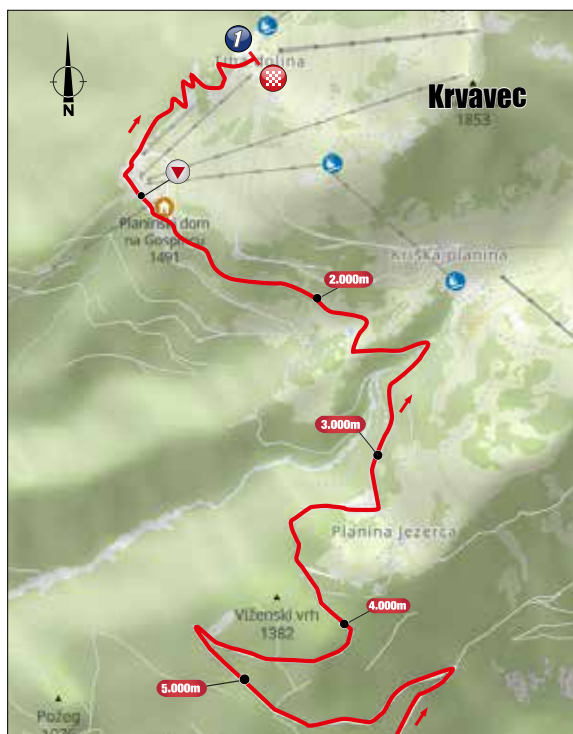 1
Krvavec
1853
N
Planinski dom
na Gospincu
1491
Kriška planina
2.000m
3.000m
Planina Jezerca
Viženski vrh
1382
4.000m
5.000m
Požeg